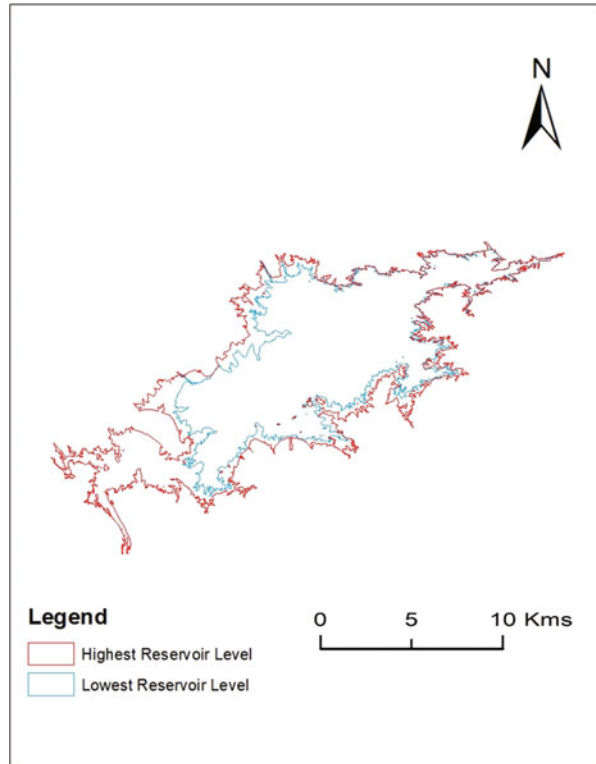 N
Legend
Highest Reservoir Level
Lowest Reservoir Level
0 5 10 Kms